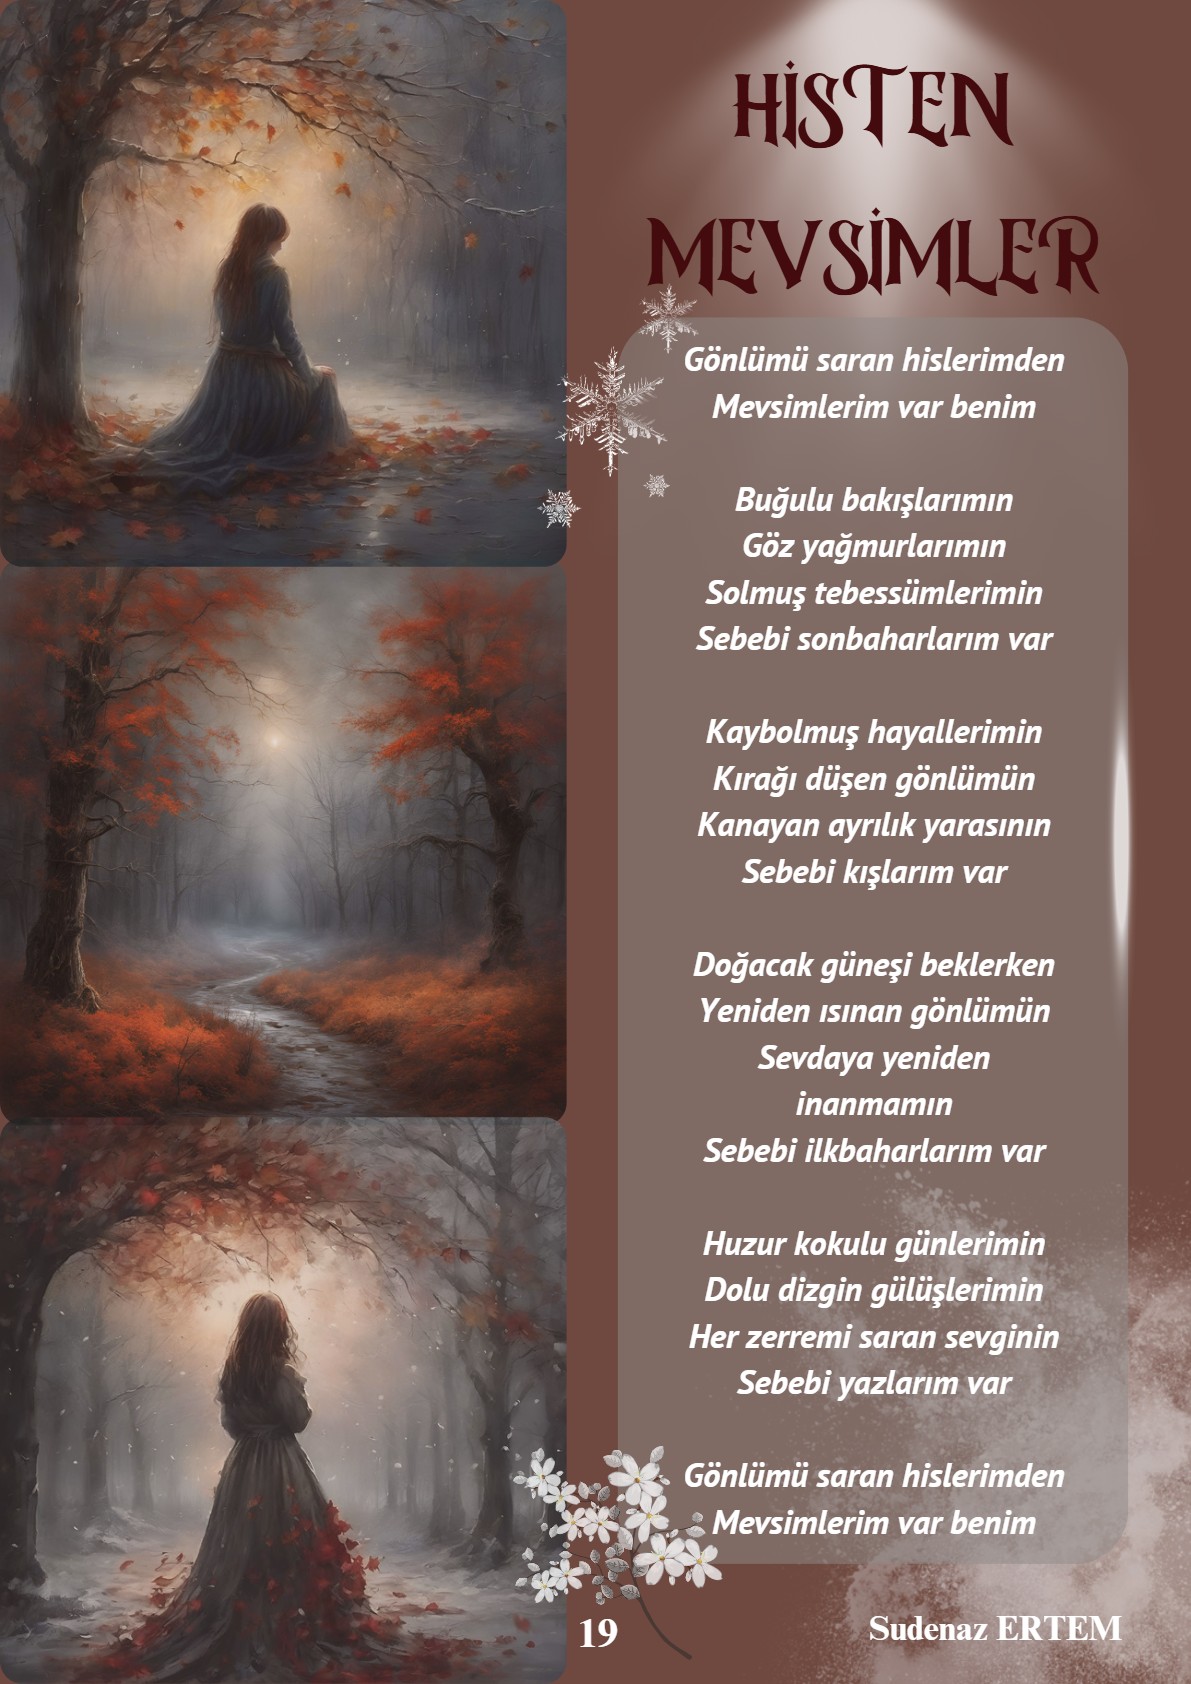 HİSTEN
MEVSİMLER
Gönlümü saran hislerimden
Mevsimlerim var benim
Buğulu bakışlarımın
Göz yağmurlarımın
Solmuş tebessümlerimin
Sebebi sonbaharlarım var
Kaybolmuş hayallerimin
Kırağı düşen gönlümün
Kanayan ayrılık yarasının
Sebebi kışlarım var
Doğacak güneşi beklerken
Yeniden ısınan gönlümün
Sevdaya yeniden
inanmamın
Sebebi ilkbaharlarım var
Huzur kokulu günlerimin
Dolu dizgin gülüşlerimin
Her zerremi saran sevginin
Sebebi yazlarım var
Gönlümü saran hislerimden
Mevsimlerim var benim
19
Sudenaz ERTEM